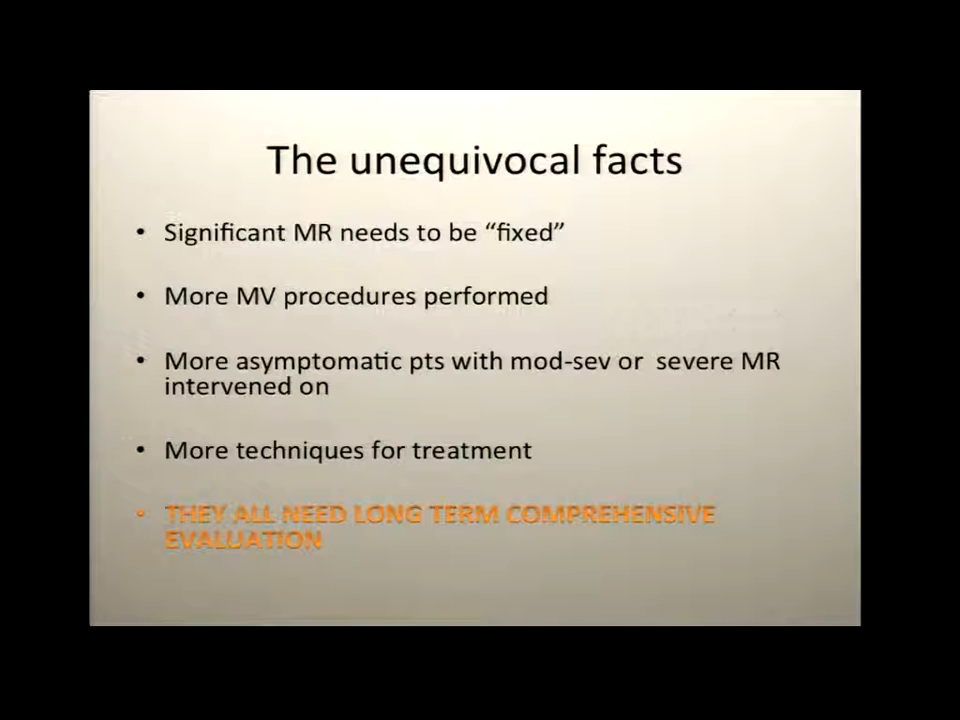 The unequivocal facts
• Significant MR needs to be “fixed”
• More MV procedures performed
• More asymptomatic pts with mod-sev or severe MR
intervened on
• More techniques for treatment
• THEY ALL NEED LONG TERM COMPREHENSIVE
EVALUATION